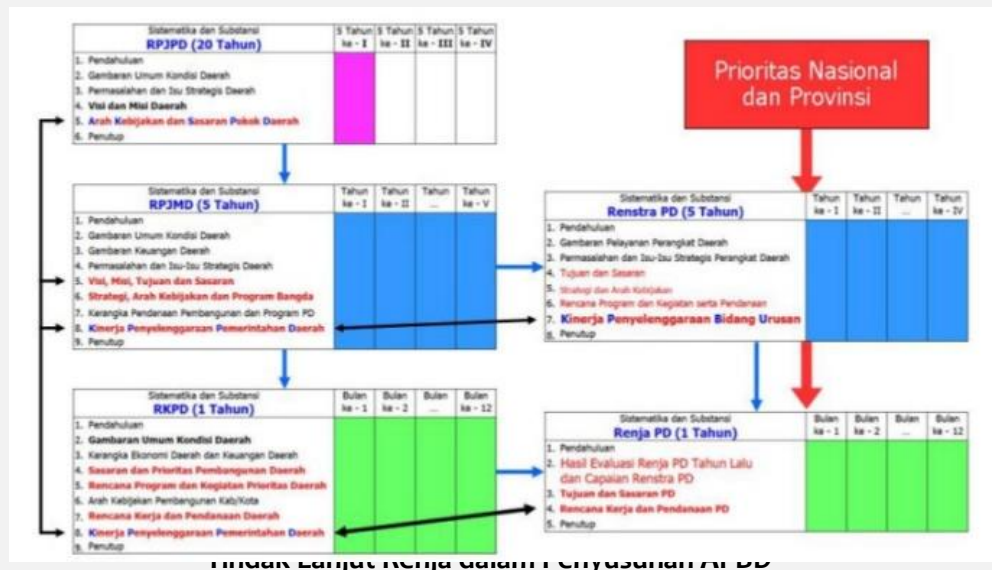 Sistematika dan Substansi
RPJPD (20 Tahun)
5 Tahun 5 Tahun 5 Tahun 5 Tahun
ke - I ke - II ke - III ke - IV
1. Pendahuluan
2. Gambaran Umum Kondisi Daerah
3. Permasalahan dan Isu Strategis Daerah
4. Visi dan Misi Daerah
5. Arah Kebijakan dan Sasaran Pokok Daerah
6. Penutup
Prioritas Nasional
dan Provinsi
Sistematika dan Substansi
RPJMD (5 Tahun)
Tahun Tahun Tahun Tahun
ke - I ke - II ... ke - V
1. Pendahuluan
2. Gambaran Umum Kondisi Daerah
3. Gambaran Keuangan Daerah
4. Permasalahan dan Isu-Isu Strategis Daerah
5. Visi, Misi, Tujuan dan Sasaran
6. Strategi, Arah Kebijakan dan Program Bangda
7. Kerangka Pendanaan Pembangunan dan Program PD
8. Kinerja Penyelenggaraan Pemerintahan Daerah
9. Penutup
Sistematika dan Substansi
Renstra PD (5 Tahun)
Tahun Tahun Tahun Tahun
ke - I ke - II ... ke - IV
1. Pendahuluan
2. Gambaran Pelayanan Perangkat Daerah
3. Permasalahan dan Isu-Isu Strategis Perangkat Daerah
4. Tujuan dan Sasaran
5. Strategi dan Arah Kebijakan
6. Rencana Program dan Kegiatan serta Pendanaan
7. Kinerja Penyelenggaraan Bidang Urusan
8. Penutup
Sistematika dan Substansi
RKPD (1 Tahun)
Bulan Bulan Bulan Bulan
ke - 1 ke - 2 ... ke - 12
1. Pendahuluan
2. Gambaran Umum Kondisi Daerah
3. Kerangka Ekonomi Daerah dan Keuangan Daerah
4. Sasaran dan Prioritas Pembangunan Daerah
5. Rencana Program dan Kegiatan Prioritas Daerah
6. Arah Kebijakan Pembangunan Kab/Kota
7. Rencana Kerja dan Pendanaan Daerah
8. Kinerja Penyelenggaraan Pemerintahan Daerah
9. Penutup
Sistematika dan Substansi
Renja PD (1 Tahun)
Bulan Bulan Bulan Bulan
ke - 1 ke - 2 ... ke - 12
1. Pendahuluan
2. Hasil Evaluasi Renja PD Tahun Lalu
dan Capaian Renstra PD
3. Tujuan dan Sasaran PD
4. Rencana Kerja dan Pendanaan PD
5. Penutup
Tindak Lanjut Renja dalam Penyusunan APBD